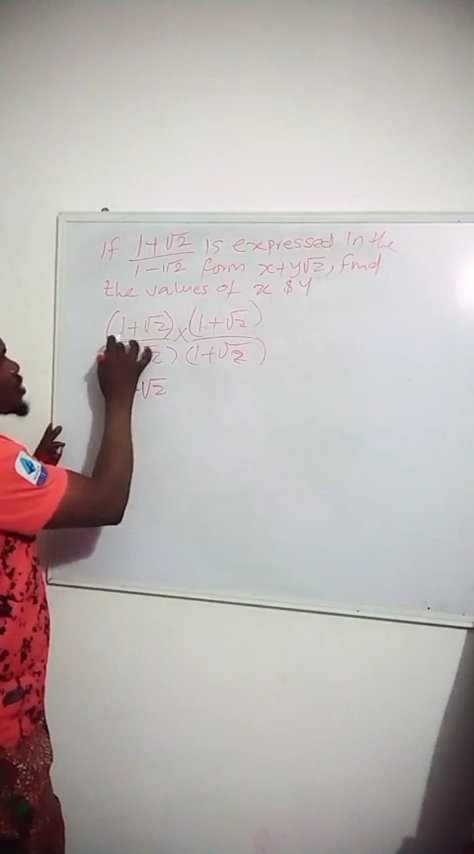 If 1+√2 is expressed in the
1-√2 form x+y√2, find
the values of x & y
(1+√2) x (1+√2)
√2) (1+√2)
√2